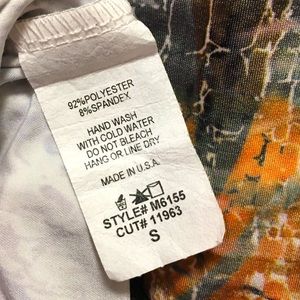 92%POLYESTER
8%SPANDEX
HAND WASH
WITH COLD WATER
DO NOT BLEACH
HANG OR LINE DRY
MADE IN U.S.A.
STYLE# M6155
CUT# 11963
S